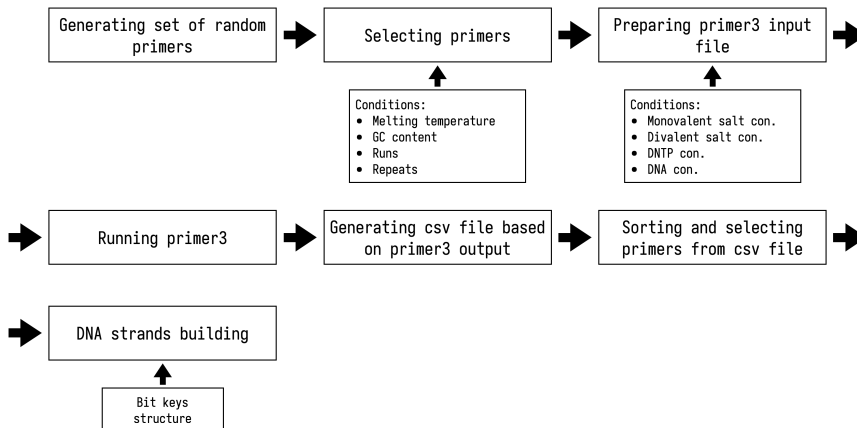 Generating set of random
primers
Selecting primers
Preparing primer3 input
file
Conditions:
• Melting temperature
• GC content
• Runs
• Repeats
Conditions:
• Monovalent salt con.
• Divalent salt con.
• DNTP con.
• DNA con.
Running primer3
Generating csv file based
on primer3 output
Sorting and selecting
primers from csv file
DNA strands building
Bit keys
structure